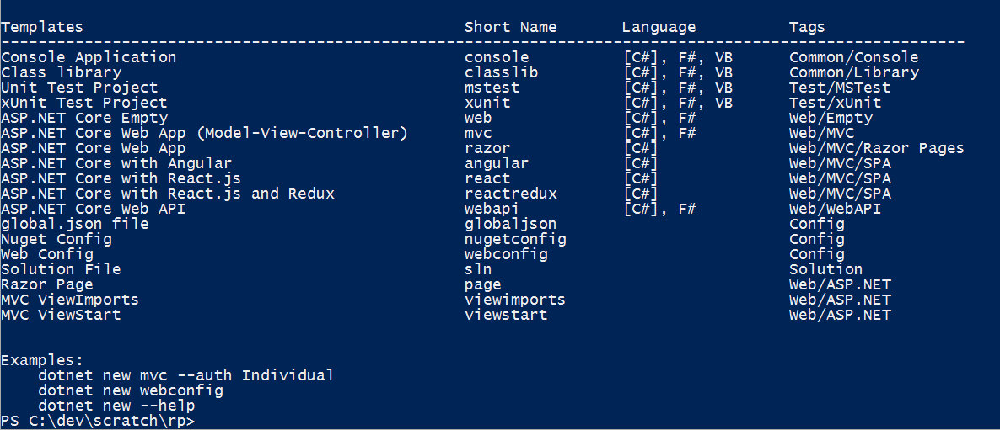 Templates Short Name Language Tags
--------------------------------------------------------------------------------------------------------
Console Application console [C#], F#, VB Common/Console
Class library classlib [C#], F#, VB Common/Library
Unit Test Project mstest [C#], F#, VB Test/MSTest
xUnit Test Project xunit [C#], F#, VB Test/xUnit
ASP.NET Core Empty web [C#], F# Web/Empty
ASP.NET Core Web App (Model-View-Controller) mvc [C#], F# Web/MVC
ASP.NET Core Web App razor [C#] Web/MVC/Razor Pages
ASP.NET Core with Angular angular [C#] Web/MVC/SPA
ASP.NET Core with React.js react [C#] Web/MVC/SPA
ASP.NET Core with React.js and Redux reactredux [C#] Web/MVC/SPA
ASP.NET Core Web API webapi [C#], F# Web/WebAPI
global.json file globaljson Config
Nuget Config nugetconfig Config
Web Config webconfig Config
Solution File sln Solution
Razor Page page Web/ASP.NET
MVC ViewImports viewimports Web/ASP.NET
MVC ViewStart viewstart Web/ASP.NET
Examples:
dotnet new mvc --auth Individual
dotnet new webconfig
dotnet new --help
PS C:\dev\scratch\rp>